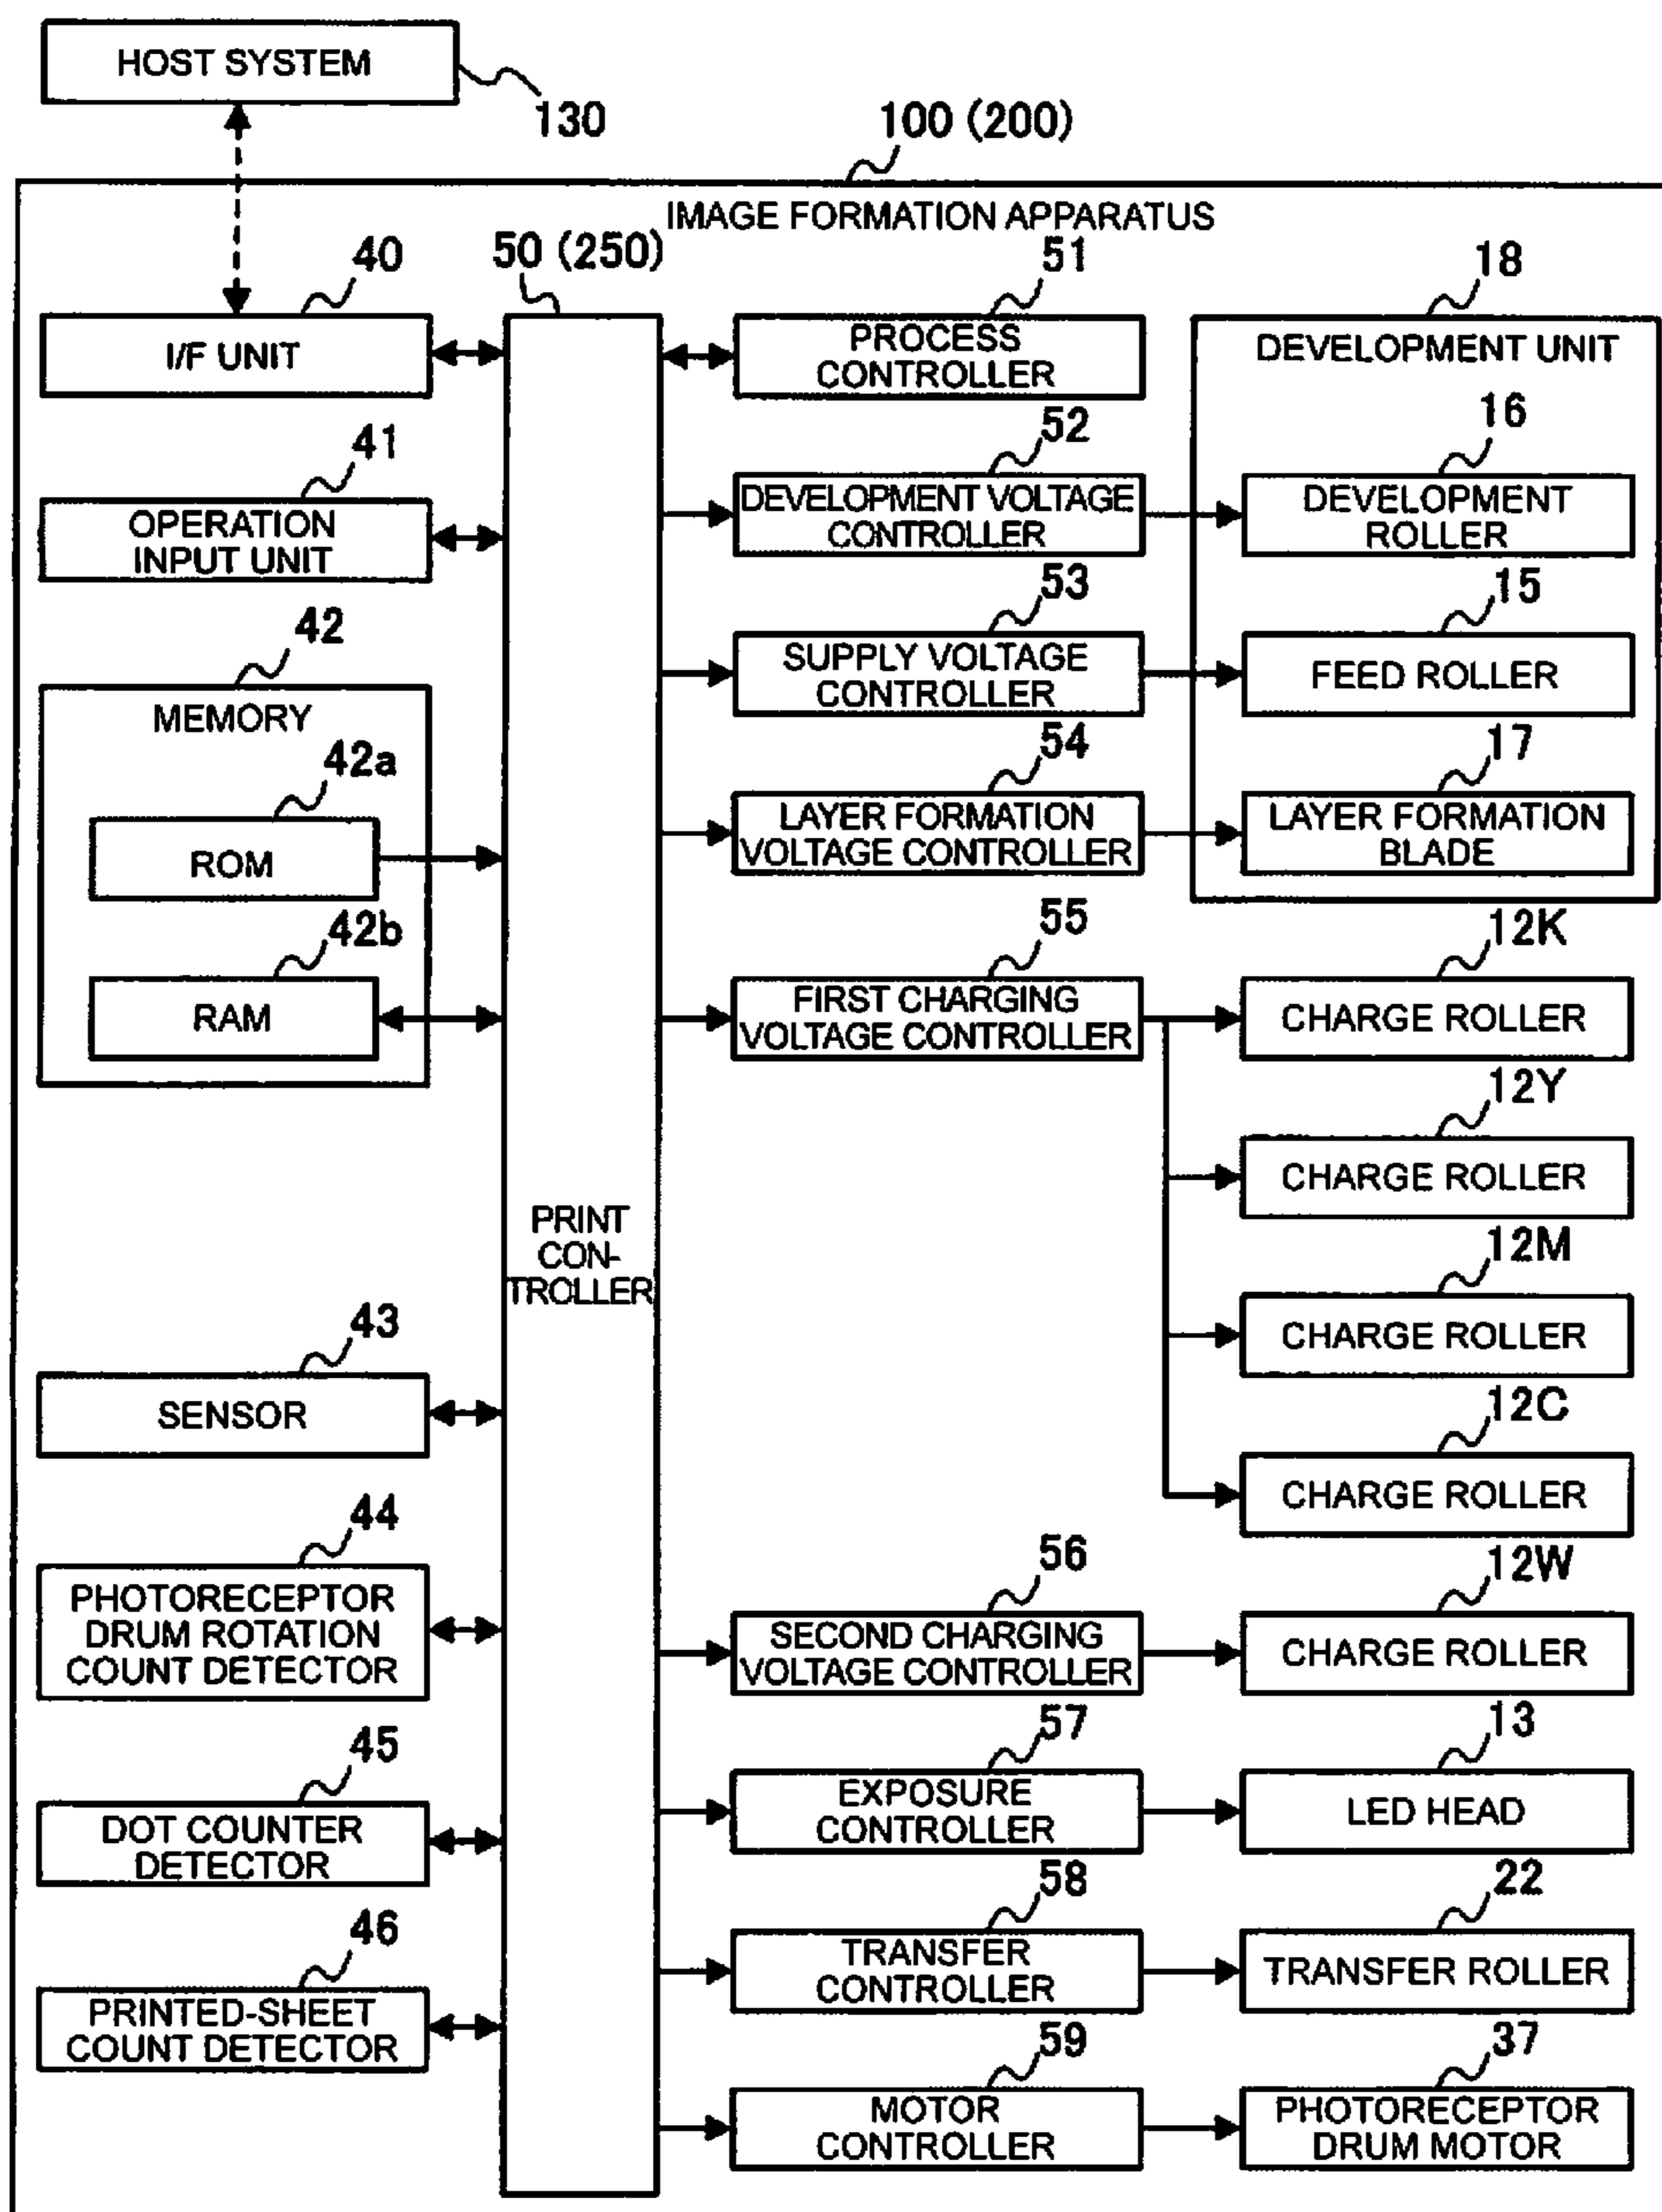 HOST SYSTEM
130
100 (200)
IMAGE FORMATION APPARATUS
40
I/F UNIT
41
OPERATION
INPUT UNIT
42
MEMORY
42a
ROM
42b
RAM
43
SENSOR
44
PHOTORECEPTOR
DRUM ROTATION
COUNT DETECTOR
45
DOT COUNTER
DETECTOR
46
PRINTED-SHEET
COUNT DETECTOR
50 (250)
PRINT
CON-
TROLLER
51
PROCESS
CONTROLLER
52
DEVELOPMENT VOLTAGE
CONTROLLER
53
SUPPLY VOLTAGE
CONTROLLER
54
LAYER FORMATION
VOLTAGE CONTROLLER
55
FIRST CHARGING
VOLTAGE CONTROLLER
56
SECOND CHARGING
VOLTAGE CONTROLLER
57
EXPOSURE
CONTROLLER
58
TRANSFER
CONTROLLER
59
MOTOR
CONTROLLER
18
DEVELOPMENT UNIT
16
DEVELOPMENT
ROLLER
15
FEED ROLLER
17
LAYER FORMATION
BLADE
12K
CHARGE ROLLER
12Y
CHARGE ROLLER
12M
CHARGE ROLLER
12C
CHARGE ROLLER
12W
CHARGE ROLLER
13
LED HEAD
22
TRANSFER ROLLER
37
PHOTORECEPTOR
DRUM MOTOR